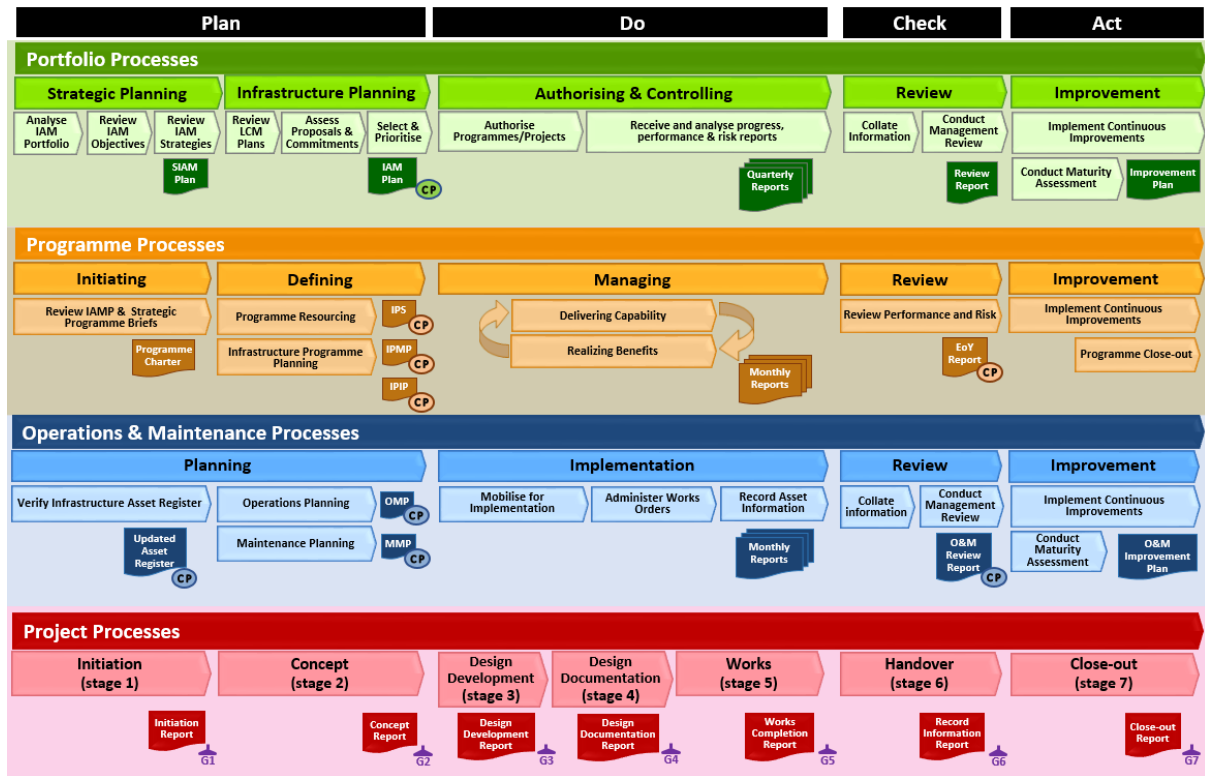 Plan
Do
Check
Act
Portfolio Processes
Strategic Planning
Infrastructure Planning
Authorising & Controlling
Review
Improvement
Analyse
IAM
Portfolio
Review
IAM
Objectives
Review
IAM
Strategies
Review
LCM
Plans
Assess
Proposals &
Commitments
Select &
Prioritise
Authorise
Programmes/Projects
Receive and analyse progress,
performance & risk reports
Collate
Information
Conduct
Management
Review
Implement Continuous
Improvements
SIAM
Plan
IAM
Plan
CP
Quarterly
Reports
Review
Report
Conduct Maturity
Assessment
Improvement
Plan
Programme Processes
Initiating
Defining
Managing
Review
Improvement
Review IAMP & Strategic
Programme Briefs
Programme Resourcing
IPS
CP
Delivering Capability
Review Performance and Risk
Implement Continuous
Improvements
Programme
Charter
Infrastructure Programme
Planning
IPMP
CP
IPIP
CP
Realizing Benefits
Monthly
Reports
EoY
Report
CP
Programme Close-out
Operations & Maintenance Processes
Planning
Implementation
Review
Improvement
Verify Infrastructure Asset Register
Operations Planning
OMP
CP
Mobilise for
Implementation
Administer Works
Orders
Record Asset
Information
Collate
information
Conduct
Management
Review
Implement Continuous
Improvements
Updated
Asset
Register
CP
Maintenance Planning
MMP
CP
Monthly
Reports
O&M
Review
Report
CP
Conduct
Maturity
Assessment
O&M
Improvement
Plan
Project Processes
Initiation
(stage 1)
Concept
(stage 2)
Design
Development
(stage 3)
Design
Documentation
(stage 4)
Works
(stage 5)
Handover
(stage 6)
Close-out
(stage 7)
Initiation
Report
G1
Concept
Report
G2
Design
Development
Report
G3
Design
Documentation
Report
G4
Works
Completion
Report
G5
Record
Information
Report
G6
Close-out
Report
G7